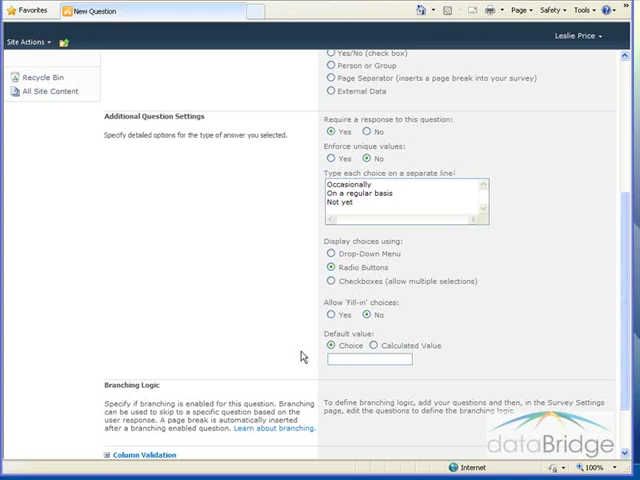 Favorites
New Question
Page
Safety
Tools
Site Actions
Leslie Price
Recycle Bin
All Site Content
Yes/No (check box)
Person or Group
Page Separator (inserts a page break into your survey)
External Data
Additional Question Settings
Specify detailed options for the type of answer you selected.
Require a response to this question:
Yes No
Enforce unique values:
Yes No
Type each choice on a separate line:
Occasionally
On a regular basis
Not yet
Display choices using:
Drop-Down Menu
Radio Buttons
Checkboxes (allow multiple selections)
Allow 'Fill-in' choices:
Yes No
Default value:
Choice Calculated Value
Branching Logic
Specify if branching is enabled for this question. Branching
can be used to skip to a specific question based on the
user response. A page break is automatically inserted
after a branching enabled question. Learn about branching.
To define branching logic, add your questions and then, in the Survey Settings
page, edit the questions to define the branching logic.
dataBridge
Column Validation
Internet
100%